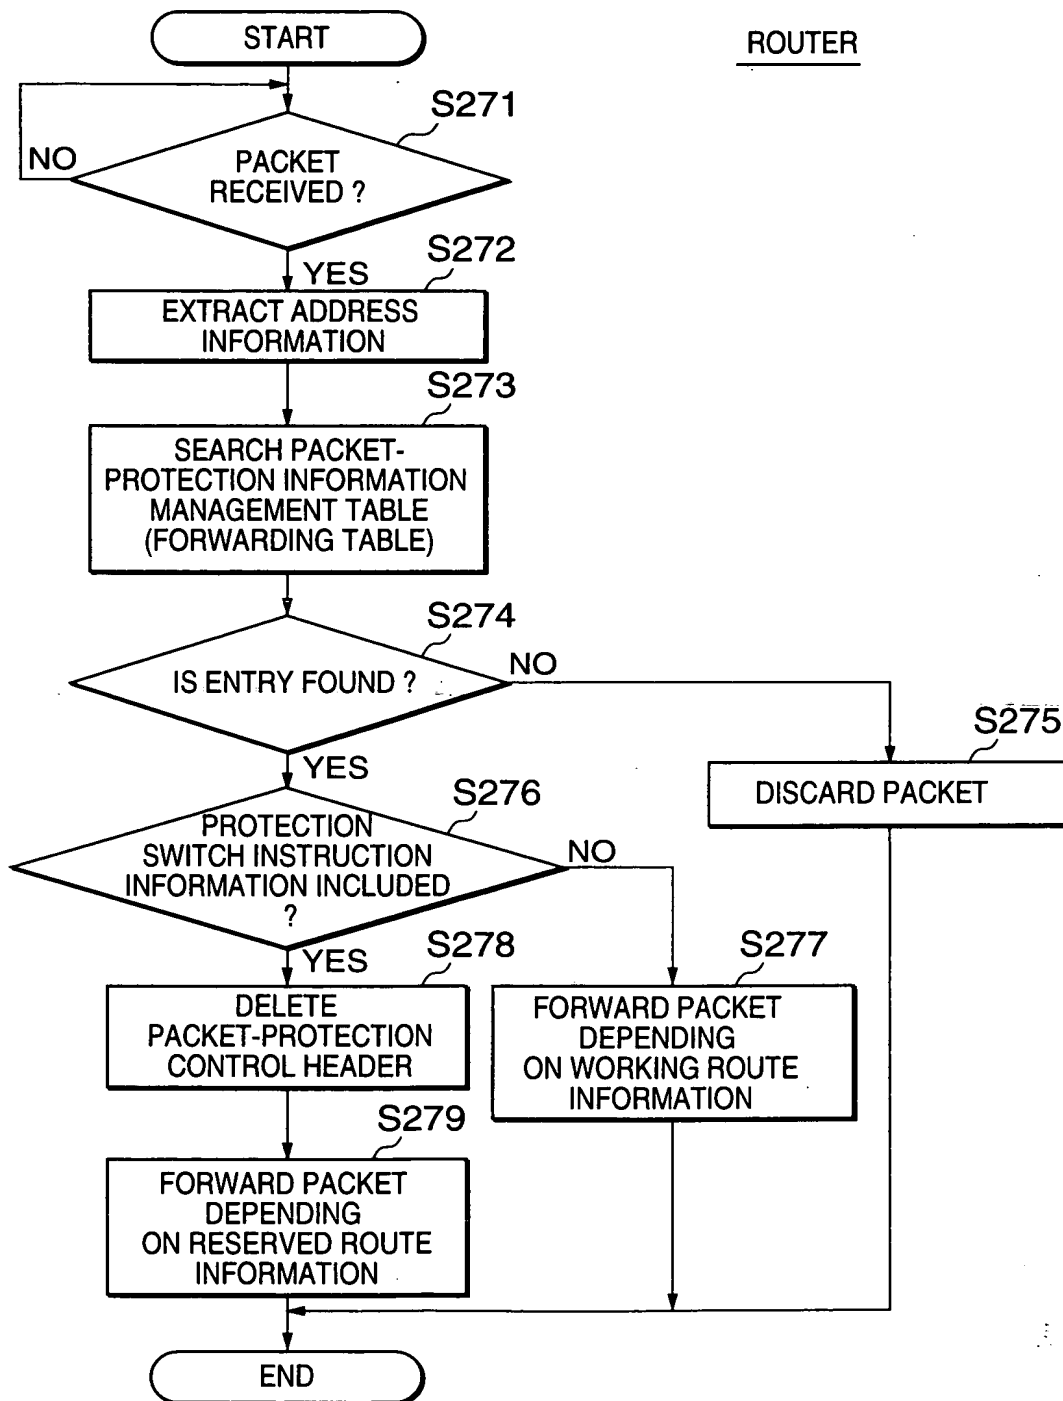 START
ROUTER
S271
NO
PACKET
RECEIVED ?
S272
YES
EXTRACT ADDRESS
INFORMATION
S273
SEARCH PACKET-
PROTECTION INFORMATION
MANAGEMENT TABLE
(FORWARDING TABLE)
S274
IS ENTRY FOUND ?
NO
S275
DISCARD PACKET
YES
S276
PROTECTION
SWITCH INSTRUCTION
INFORMATION INCLUDED
?
NO
S277
FORWARD PACKET
DEPENDING
ON WORKING ROUTE
INFORMATION
YES
S278
DELETE
PACKET-PROTECTION
CONTROL HEADER
S279
FORWARD PACKET
DEPENDING
ON RESERVED ROUTE
INFORMATION
END